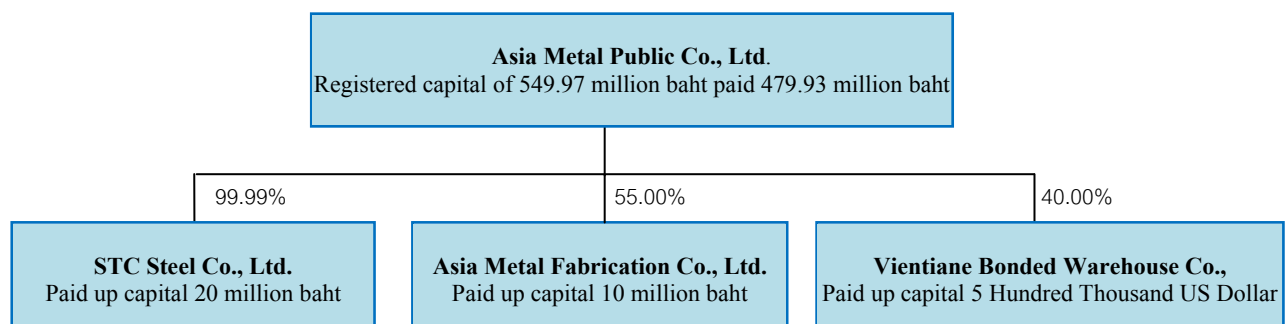 Asia Metal Public Co., Ltd.
Registered capital of 549.97 million baht paid 479.93 million baht
99.99%
55.00%
40.00%
STC Steel Co., Ltd.
Paid up capital 20 million baht
Asia Metal Fabrication Co., Ltd.
Paid up capital 10 million baht
Vientiane Bonded Warehouse Co.,
Paid up capital 5 Hundred Thousand US Dollar